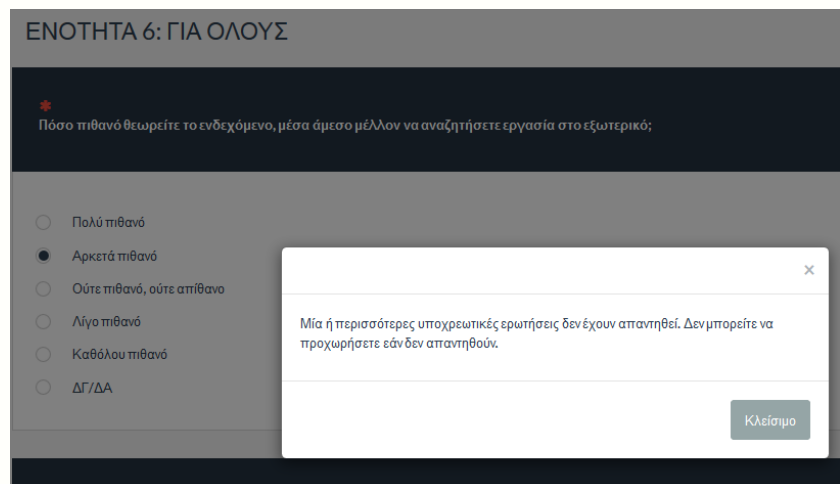 ΕΝΟΤΗΤΑ 6: ΓΙΑ ΟΛΟΥΣ
*
Πόσο πιθανό θεωρείτε το ενδεχόμενο, μέσα άμεσο μέλλον να αναζητήσετε εργασία στο εξωτερικό;
Πολύ πιθανό
Αρκετά πιθανό
Ούτε πιθανό, ούτε απίθανο
Λίγο πιθανό
Καθόλου πιθανό
ΔΓ/ΔΑ
×
Μία ή περισσότερες υποχρεωτικές ερωτήσεις δεν έχουν απαντηθεί. Δεν μπορείτε να
προχωρήσετε εάν δεν απαντηθούν.
Κλείσιμο